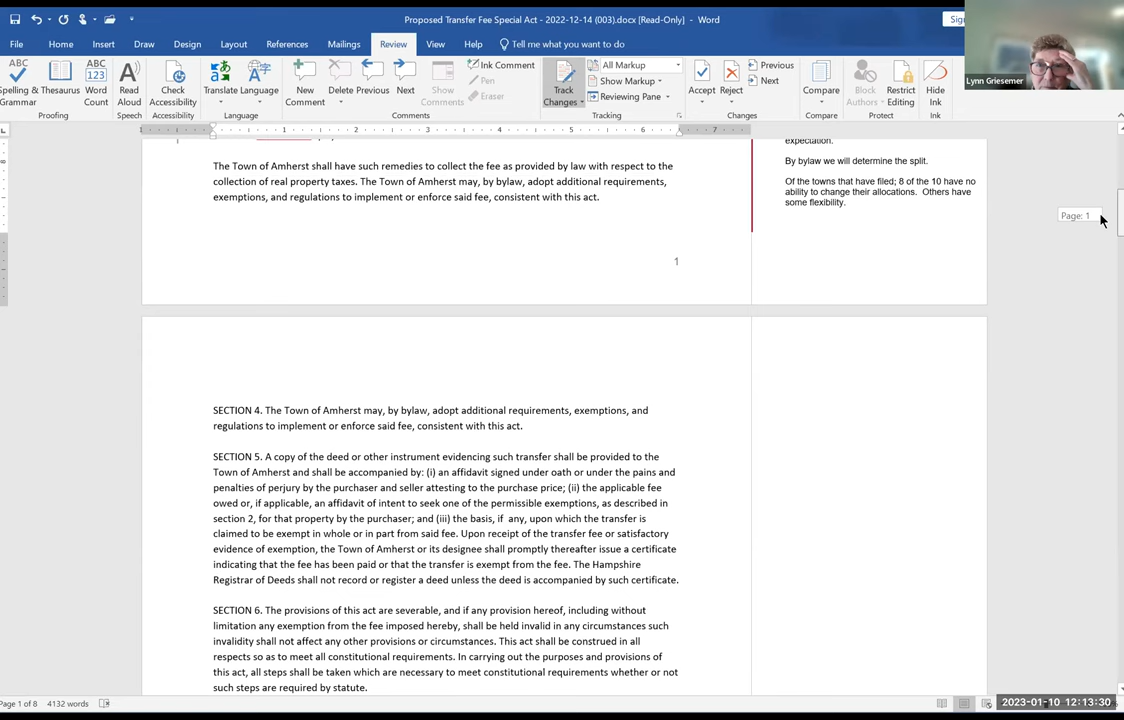 Proposed Transfer Fee Special Act - 2022-12-14 (003).docx [Read-Only] - Word
Sig
File Home Insert Draw Design Layout References Mailings Review View Help Tell me what you want to do
Spelling & Grammar
Thesaurus
Word Count
Read Aloud
Check Accessibility
Translate
Language
New Comment
Delete
Previous
Next
Show Comments
Ink Comment
Pen
Eraser
Track Changes
All Markup
Show Markup
Reviewing Pane
Accept
Reject
Previous
Next
Compare
Block Authors
Restrict Editing
Hide Ink
Proofing Speech Accessibility Language Comments Tracking Changes Compare Protect Ink
Lynn Griesemer
1 2 3 4 5 6 7
The Town of Amherst shall have such remedies to collect the fee as provided by law with respect to the
collection of real property taxes. The Town of Amherst may, by bylaw, adopt additional requirements,
exemptions, and regulations to implement or enforce said fee, consistent with this act.
1
expectation.
By bylaw we will determine the split.
Of the towns that have filed; 8 of the 10 have no
ability to change their allocations. Others have
some flexibility.
Page: 1
SECTION 4. The Town of Amherst may, by bylaw, adopt additional requirements, exemptions, and
regulations to implement or enforce said fee, consistent with this act.
SECTION 5. A copy of the deed or other instrument evidencing such transfer shall be provided to the
Town of Amherst and shall be accompanied by: (i) an affidavit signed under oath or under the pains and
penalties of perjury by the purchaser and seller attesting to the purchase price; (ii) the applicable fee
owed or, if applicable, an affidavit of intent to seek one of the permissible exemptions, as described in
section 2, for that property by the purchaser; and (iii) the basis, if any, upon which the transfer is
claimed to be exempt in whole or in part from said fee. Upon receipt of the transfer fee or satisfactory
evidence of exemption, the Town of Amherst or its designee shall promptly thereafter issue a certificate
indicating that the fee has been paid or that the transfer is exempt from the fee. The Hampshire
Registrar of Deeds shall not record or register a deed unless the deed is accompanied by such certificate.
SECTION 6. The provisions of this act are severable, and if any provision hereof, including without
limitation any exemption from the fee imposed hereby, shall be held invalid in any circumstances such
invalidity shall not affect any other provisions or circumstances. This act shall be construed in all
respects so as to meet all constitutional requirements. In carrying out the purposes and provisions of
this act, all steps shall be taken which are necessary to meet constitutional requirements whether or not
such steps are required by statute.
Page 1 of 8 4132 words
2023-01-10 12:13:30